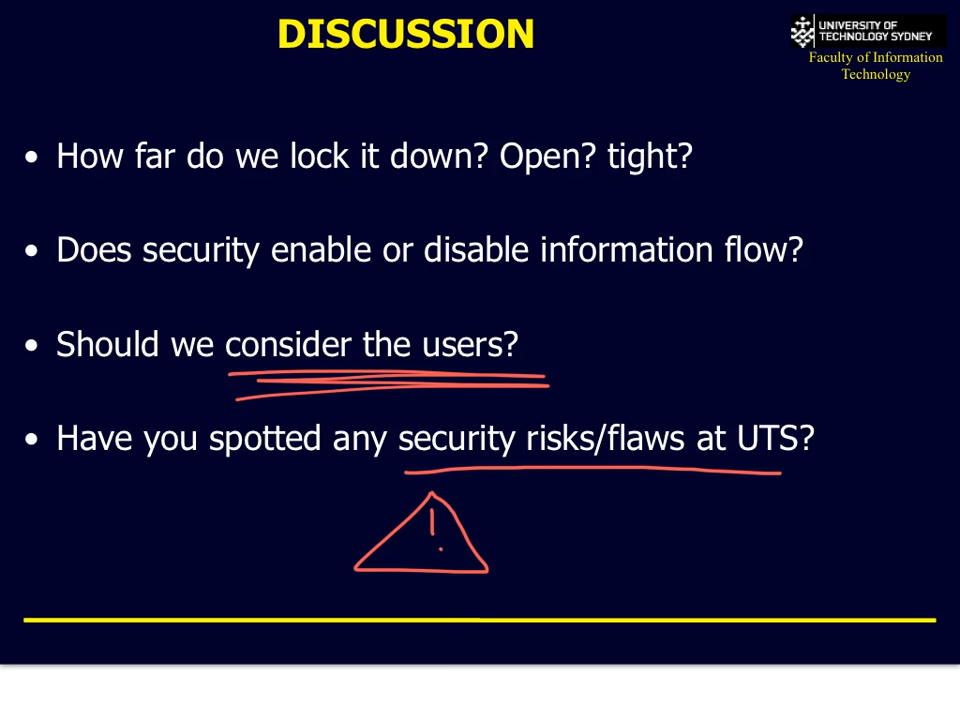 DISCUSSION
UNIVERSITY OF
TECHNOLOGY SYDNEY
Faculty of Information
Technology
• How far do we lock it down? Open? tight?
• Does security enable or disable information flow?
• Should we consider the users?
• Have you spotted any security risks/flaws at UTS?
!